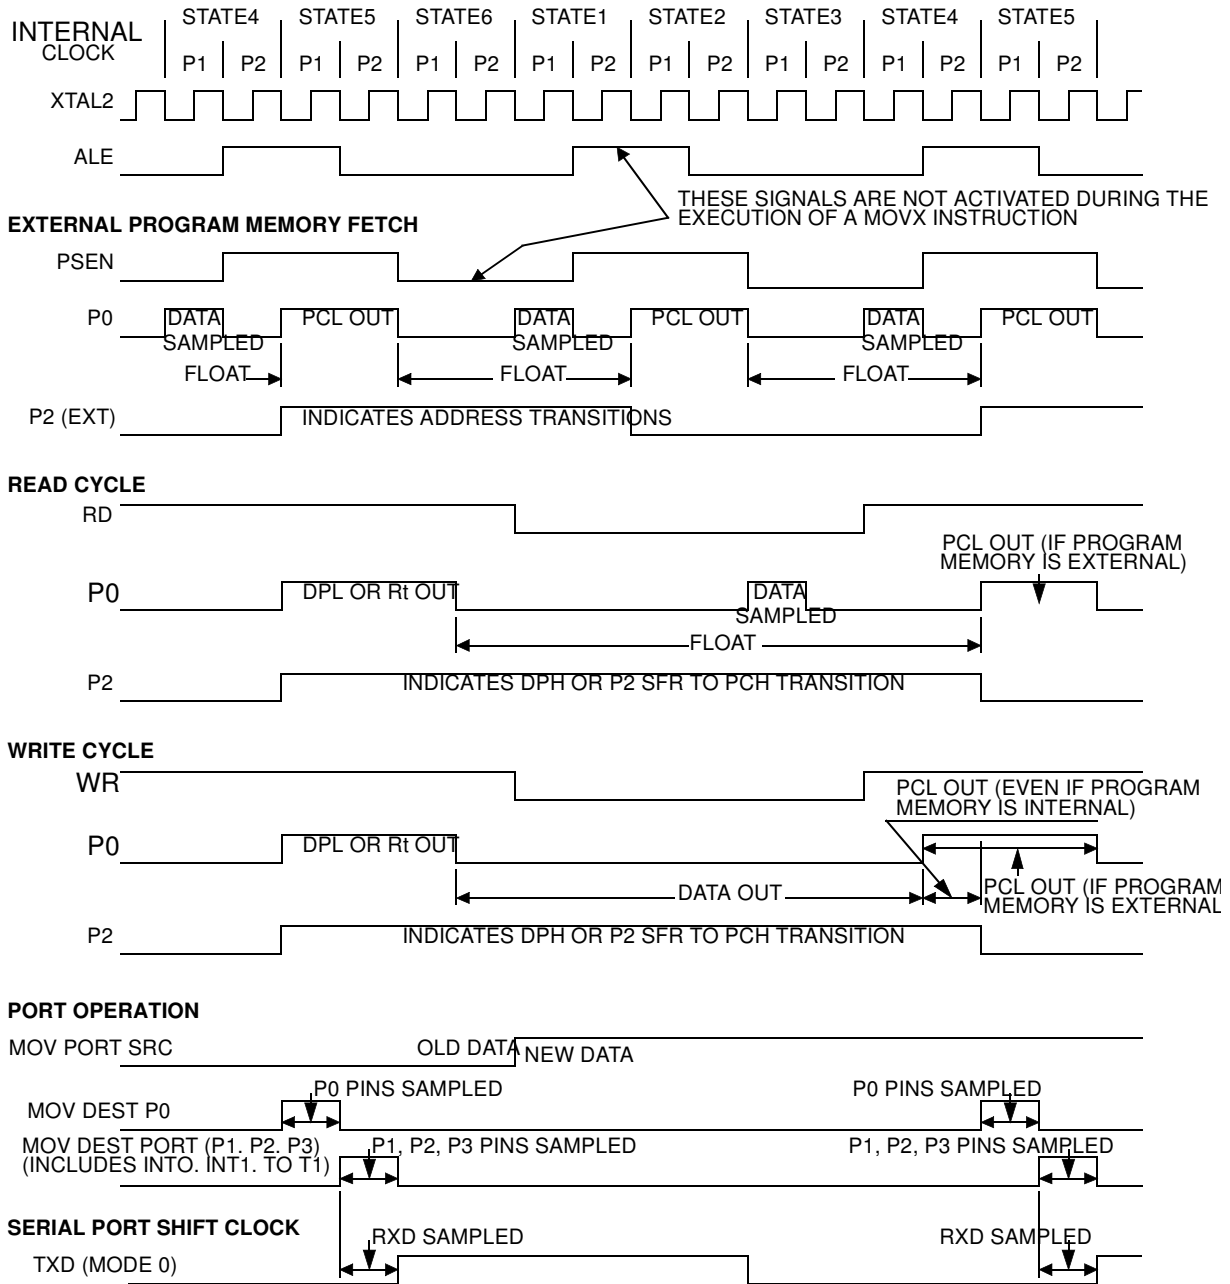 STATE4 STATE5 STATE6 STATE1 STATE2 STATE3 STATE4 STATE5
INTERNAL
CLOCK
P1 P2 P1 P2 P1 P2 P1 P2 P1 P2 P1 P2 P1 P2 P1 P2
XTAL2
ALE
THESE SIGNALS ARE NOT ACTIVATED DURING THE
EXECUTION OF A MOVX INSTRUCTION
EXTERNAL PROGRAM MEMORY FETCH
PSEN
P0 DATA PCL OUT DATA PCL OUT DATA PCL OUT
SAMPLED SAMPLED SAMPLED
FLOAT FLOAT FLOAT
P2 (EXT) INDICATES ADDRESS TRANSITIONS
READ CYCLE
RD
PCL OUT (IF PROGRAM
MEMORY IS EXTERNAL)
P0 DPL OR Rt OUT DATA
SAMPLED
FLOAT
P2 INDICATES DPH OR P2 SFR TO PCH TRANSITION
WRITE CYCLE
WR
PCL OUT (EVEN IF PROGRAM
MEMORY IS INTERNAL)
P0 DPL OR Rt OUT
DATA OUT
PCL OUT (IF PROGRAM
MEMORY IS EXTERNAL
P2 INDICATES DPH OR P2 SFR TO PCH TRANSITION
PORT OPERATION
MOV PORT SRC OLD DATA NEW DATA
P0 PINS SAMPLED P0 PINS SAMPLED
MOV DEST P0
MOV DEST PORT (P1. P2. P3) P1, P2, P3 PINS SAMPLED P1, P2, P3 PINS SAMPLED
(INCLUDES INTO. INT1. TO T1)
SERIAL PORT SHIFT CLOCK
RXD SAMPLED RXD SAMPLED
TXD (MODE 0)